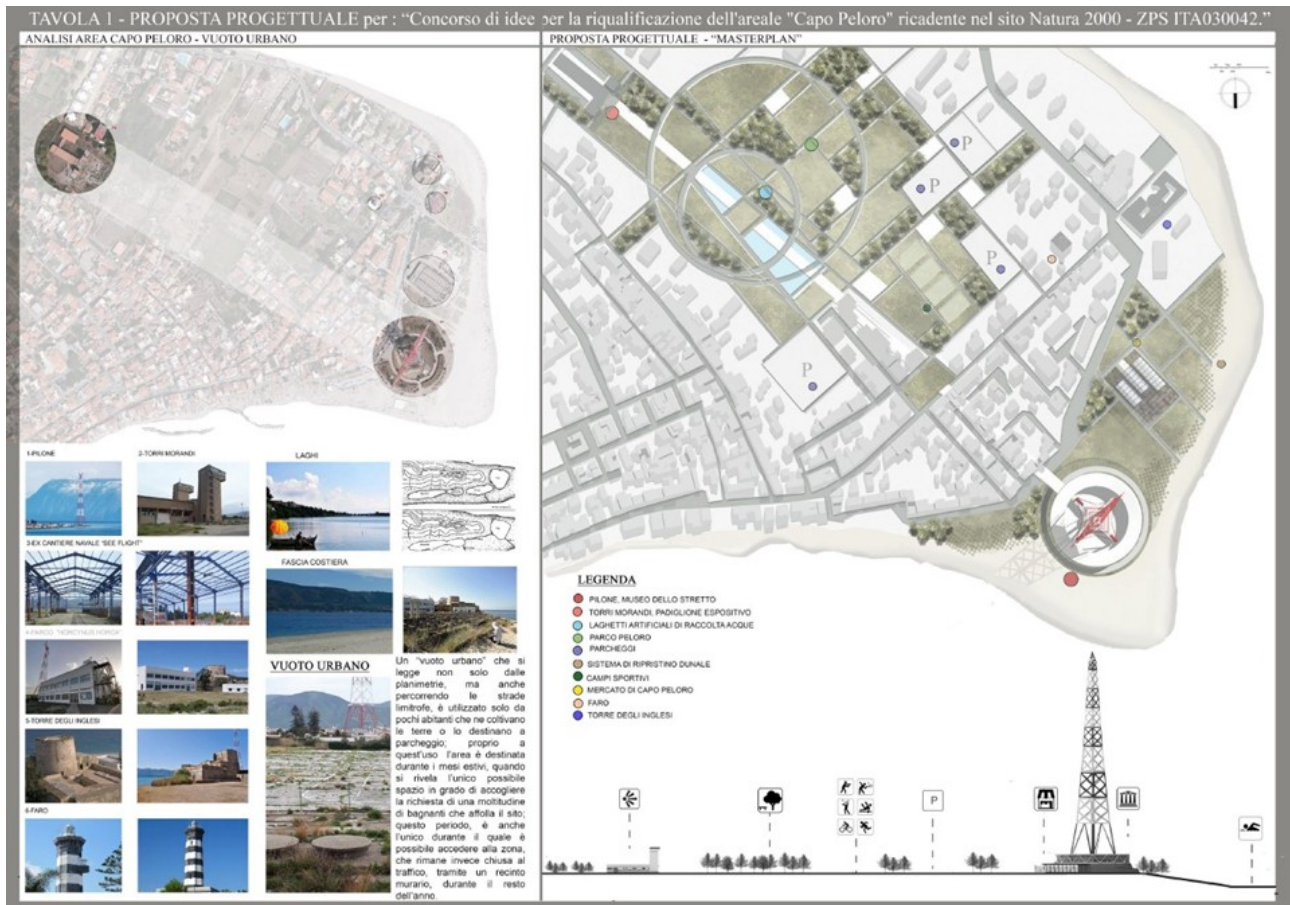 TAVOLA 1 - PROPOSTA PROGETTUALE per : “Concorso di idee per la riqualificazione dell'areale "Capo Peloro" ricadente nel sito Natura 2000 - ZPS ITA030042.”
ANALISI AREA CAPO PELORO - VUOTO URBANO
PROPOSTA PROGETTUALE - “MASTERPLAN”
P
P
P
P
1-PILONE
2-TORRI MORANDI
LAGHI
3-EX CANTIERE NAVALE “SEE FLIGHT”
FASCIA COSTIERA
4-PARCO "HORCYNUS HORCA"
5-TORRE DEGLI INGLESI
6-FARO
VUOTO URBANO
Un “vuoto urbano” che si
legge non solo dalle
planimetrie, ma anche
percorrendo le strade
limitrofe, è utilizzato solo da
pochi abitanti che ne coltivano
le terre o lo destinano a
parcheggio; proprio a
quest'uso l'area è destinata
durante i mesi estivi, quando
si rivela l'unico possibile
spazio in grado di accogliere
la richiesta di una moltitudine
di bagnanti che affolla il sito;
questo periodo, è anche
l'unico durante il quale è
possibile accedere alla zona,
che rimane invece chiusa al
traffico, tramite un recinto
murario, durante il resto
dell'anno.
LEGENDA
PILONE, MUSEO DELLO STRETTO
TORRI MORANDI, PADIGLIONE ESPOSITIVO
LAGHETTI ARTIFICIALI DI RACCOLTA ACQUE
PARCO PELORO
PARCHEGGI
SISTEMA DI RIPRISTINO DUNALE
CAMPI SPORTIVI
MERCATO DI CAPO PELORO
FARO
TORRE DEGLI INGLESI
P